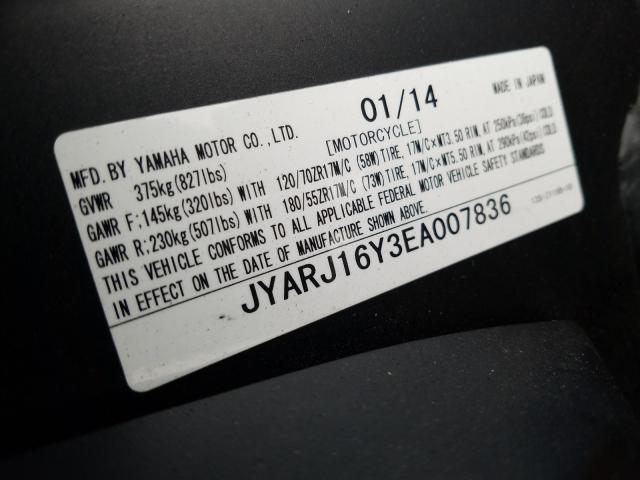 01/14
MADE IN JAPAN
MFD. BY YAMAHA MOTOR CO., LTD.
[MOTORCYCLE]
GVWR 375kg(827lbs)
GAWR F:145kg(320lbs) WITH 120/70ZR17M/C (58W) TIRE, 17M/C×MT3.50 RIM, AT 250kPa(36psi) COLD
GAWR R:230kg(507lbs) WITH 180/55ZR17M/C (73W) TIRE, 17M/C×MT5.50 RIM, AT 290kPa(42psi) COLD
THIS VEHICLE CONFORMS TO ALL APPLICABLE FEDERAL MOTOR VEHICLE SAFETY STANDARDS
IN EFFECT ON THE DATE OF MANUFACTURE SHOWN ABOVE.
JYARJ16Y3EA007836